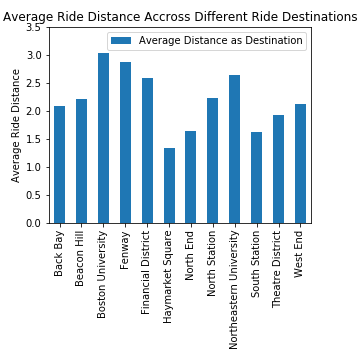 Average Ride Distance Accross Different Ride Destinations
Average Distance as Destination
Average Ride Distance
3.5
3.0
2.5
2.0
1.5
1.0
0.5
0.0
Back Bay
Beacon Hill
Boston University
Fenway
Financial District
Haymarket Square
North End
North Station
Northeastern University
South Station
Theatre District
West End